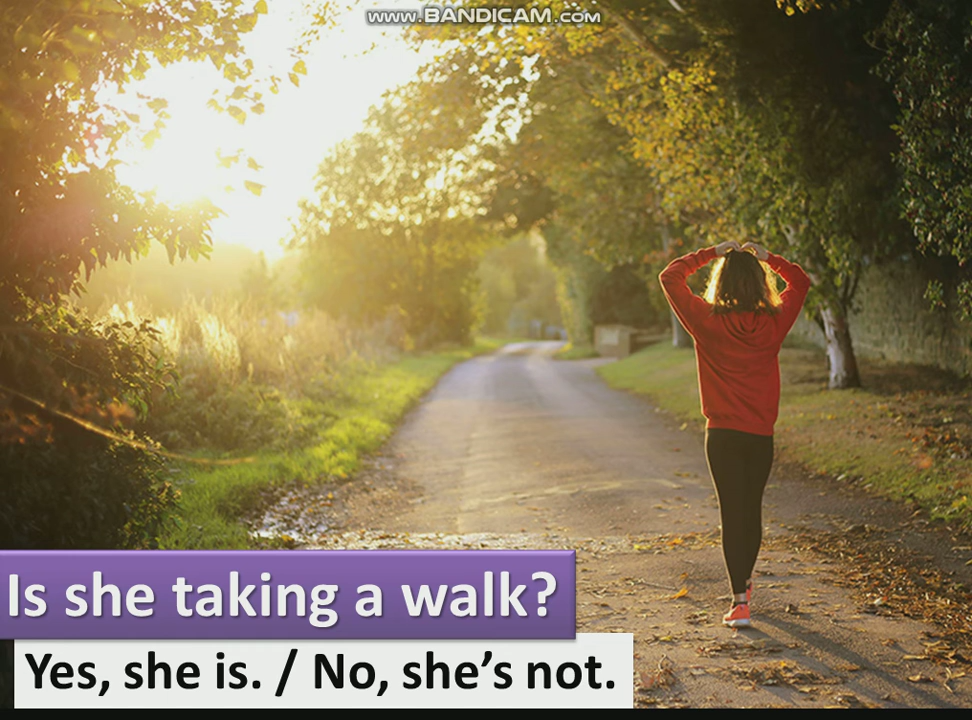 www.BANDICAM.com
Is she taking a walk?
Yes, she is. / No, she's not.